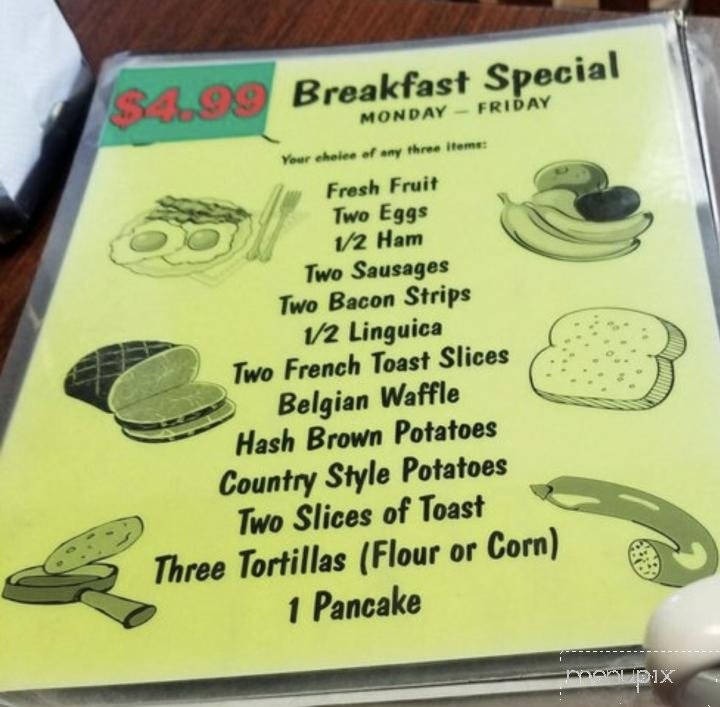 $4.99
Breakfast Special
MONDAY – FRIDAY
Your choice of any three items:
Fresh Fruit
Two Eggs
1/2 Ham
Two Sausages
Two Bacon Strips
1/2 Linguica
Two French Toast Slices
Belgian Waffle
Hash Brown Potatoes
Country Style Potatoes
Two Slices of Toast
Three Tortillas (Flour or Corn)
1 Pancake
menupix